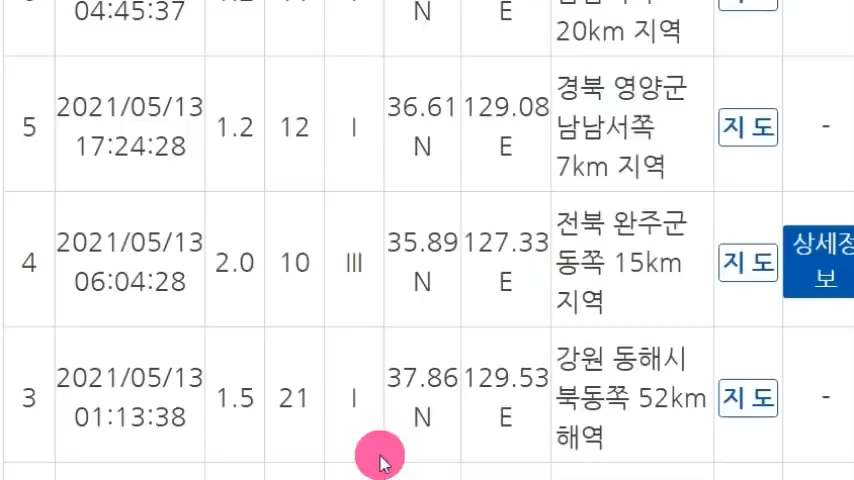 04:45:37
N
E
20km 지역
지 도
5
2021/05/13
17:24:28
1.2
12
I
36.61
N
129.08
E
경북 영양군
남남서쪽
7km 지역
지 도
-
4
2021/05/13
06:04:28
2.0
10
III
35.89
N
127.33
E
전북 완주군
동쪽 15km
지역
지 도
상세정
보
3
2021/05/13
01:13:38
1.5
21
I
37.86
N
129.53
E
강원 동해시
북동쪽 52km
해역
지 도
-